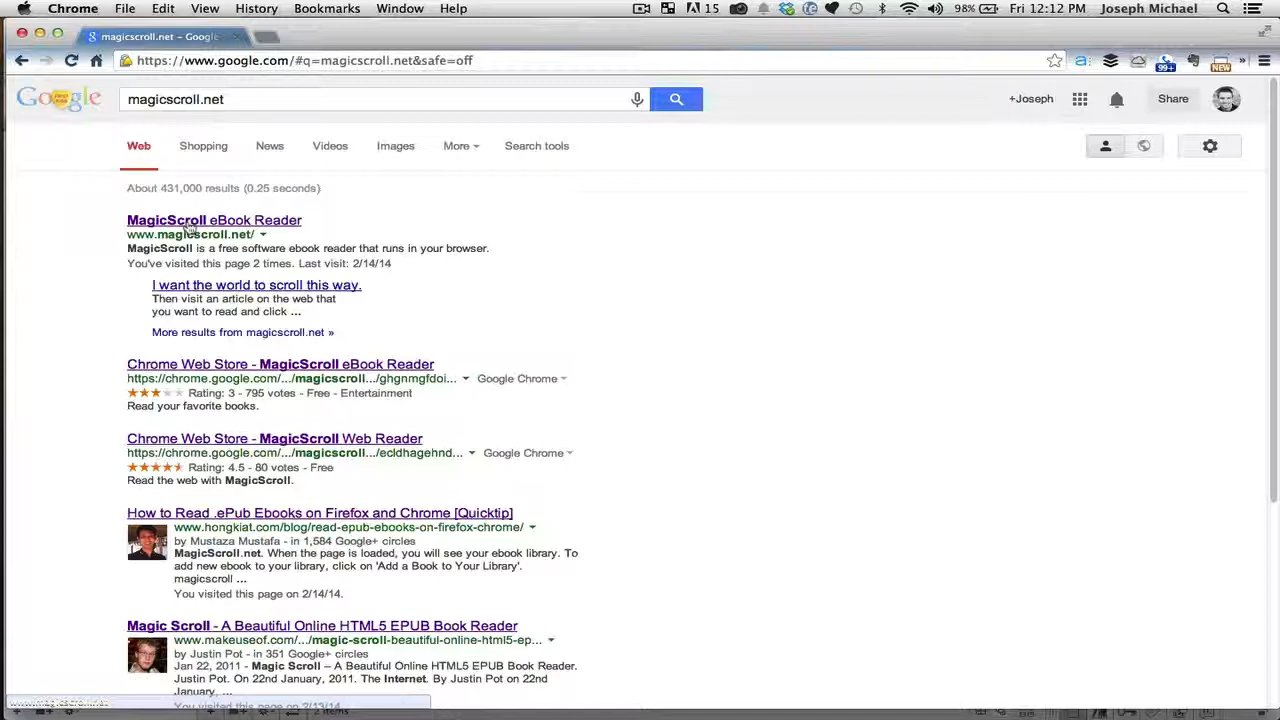 Chrome File Edit View History Bookmarks Window Help 15 98% Fri 12:12 PM Joseph Michael
magicscroll.net - Google
https://www.google.com/#q=magicscroll.net&safe=off 99+ NEW
Google magicscroll.net +Joseph Share
Web Shopping News Videos Images More Search tools
About 431,000 results (0.25 seconds)
MagicScroll eBook Reader
www.magicscroll.net/
MagicScroll is a free software ebook reader that runs in your browser.
You've visited this page 2 times. Last visit: 2/14/14
I want the world to scroll this way.
Then visit an article on the web that
you want to read and click ...
More results from magicscroll.net »
Chrome Web Store - MagicScroll eBook Reader
https://chrome.google.com/.../magicscroll.../ghgnmgfdoi... Google Chrome
Rating: 3 - 795 votes - Free - Entertainment
Read your favorite books.
Chrome Web Store - MagicScroll Web Reader
https://chrome.google.com/.../magicscroll.../ecldhagehnd... Google Chrome
Rating: 4.5 - 80 votes - Free
Read the web with MagicScroll.
How to Read .ePub Ebooks on Firefox and Chrome [Quicktip]
www.hongkiat.com/blog/read-epub-ebooks-on-firefox-chrome/
by Mustaza Mustafa - in 1,584 Google+ circles
MagicScroll.net. When the page is loaded, you will see your ebook library. To
add new ebook to your library, click on 'Add a Book to Your Library'.
magicscroll ...
You visited this page on 2/14/14.
Magic Scroll - A Beautiful Online HTML5 EPUB Book Reader
www.makeuseof.com/.../magic-scroll-beautiful-online-html5-ep...
by Justin Pot - in 351 Google+ circles
Jan 22, 2011 - Magic Scroll – A Beautiful Online HTML5 EPUB Book Reader.
Justin Pot. On 22nd January, 2011. The Internet. By Justin Pot on 22nd
January, ...
You visited this page on 2/13/14.
2 items